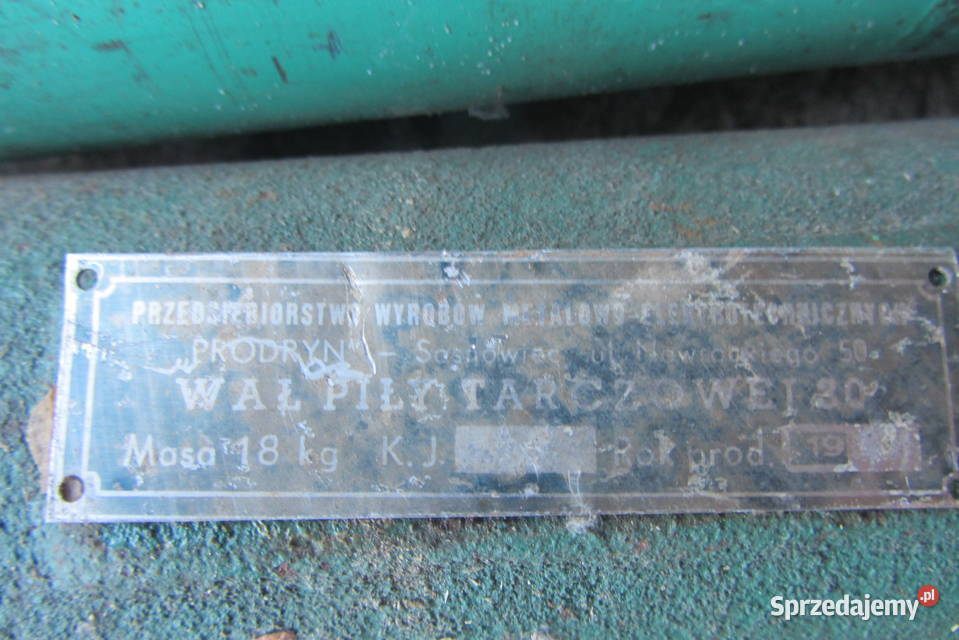 PRZEDSIĘBIORSTWO WYROBÓW METALOWO-ELEKTROTECHNICZNYCH
"PRODRYN" – Sosnowiec ul. Nawrockiego 50
WAŁ PIŁY TARCZOWEJ 30
Masa 18 kg K.J. Rok prod 19
Sprzedajemy.pl